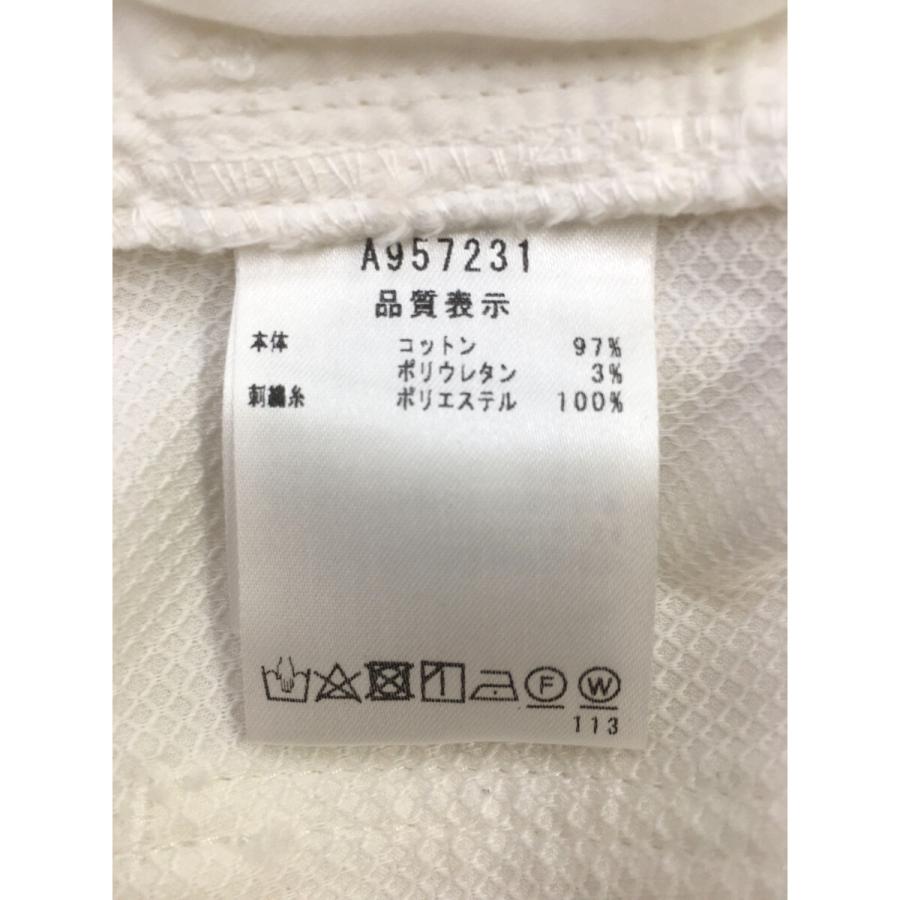 A957231
品質表示
本体 コットン 97%
ポリウレタン 3%
刺繍糸 ポリエステル 100%
F W
113